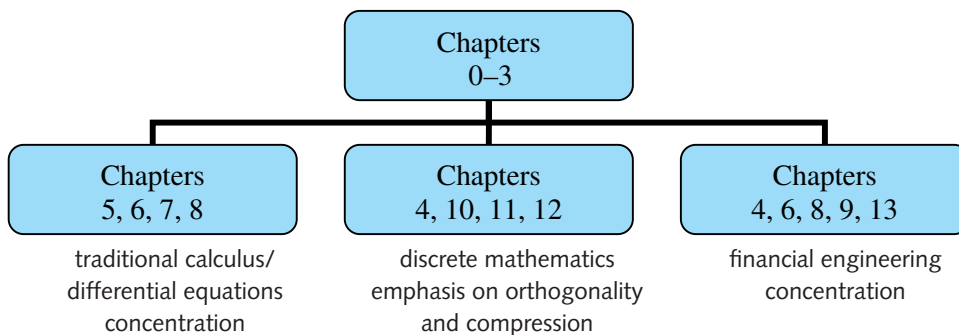 Chapters
0–3
Chapters
5, 6, 7, 8
traditional calculus/
differential equations
concentration
Chapters
4, 10, 11, 12
discrete mathematics
emphasis on orthogonality
and compression
Chapters
4, 6, 8, 9, 13
financial engineering
concentration